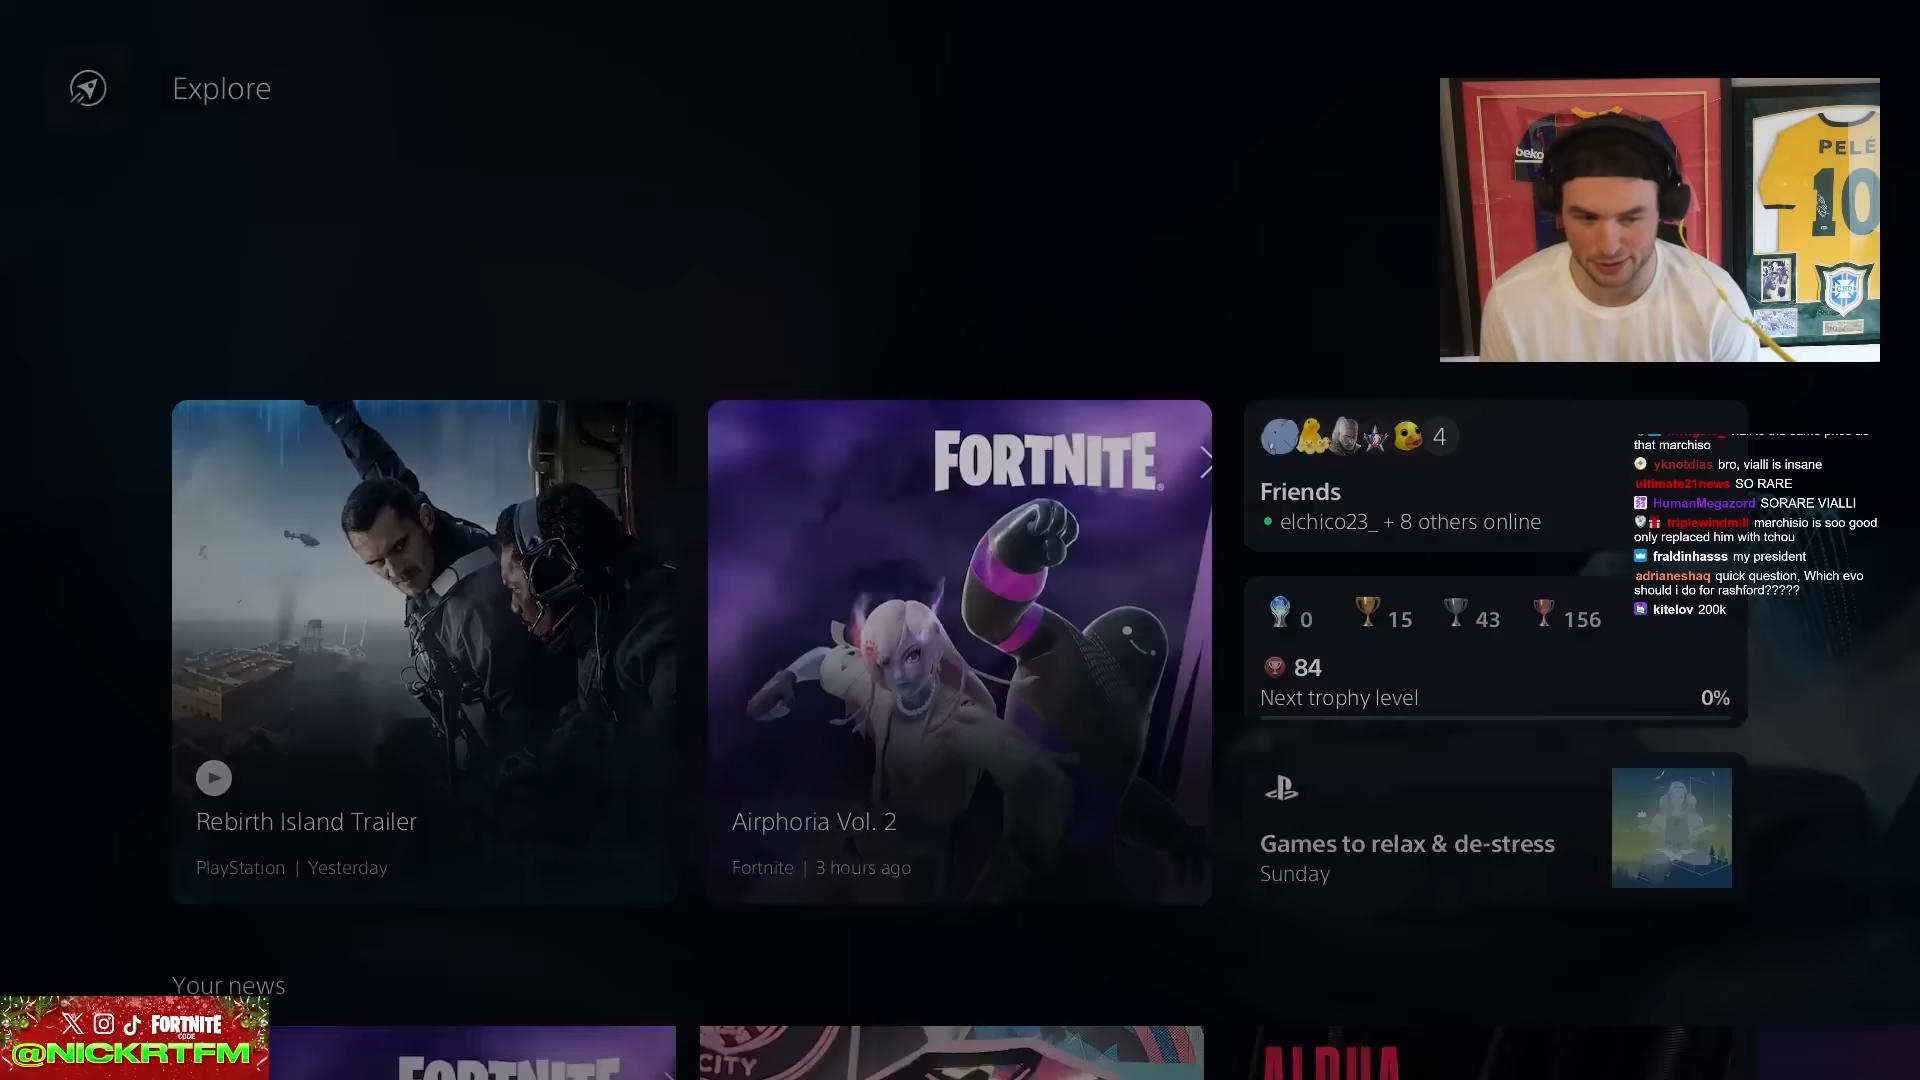 Explore
beko
PELÉ
10
FORTNITE
4
Friends
elchico23_ + 8 others online
that marchiso
yknotdias bro, vialli is insane
ultimate21news SO RARE
HumanMegazord SORARE VIALLI
triplewindmill marchisio is soo good
only replaced him with tchou
fraldinhasss my president
adrianeshaq quick question, Which evo
should i do for rashford?????
kitelov 200k
0 15 43 156
84
Next trophy level 0%
Rebirth Island Trailer
PlayStation | Yesterday
Airphoria Vol. 2
Fortnite | 3 hours ago
Games to relax & de-stress
Sunday
Your news
FORTNITE
CODE
@NICKRTFM
FORTNITE
CITY
ALPHA